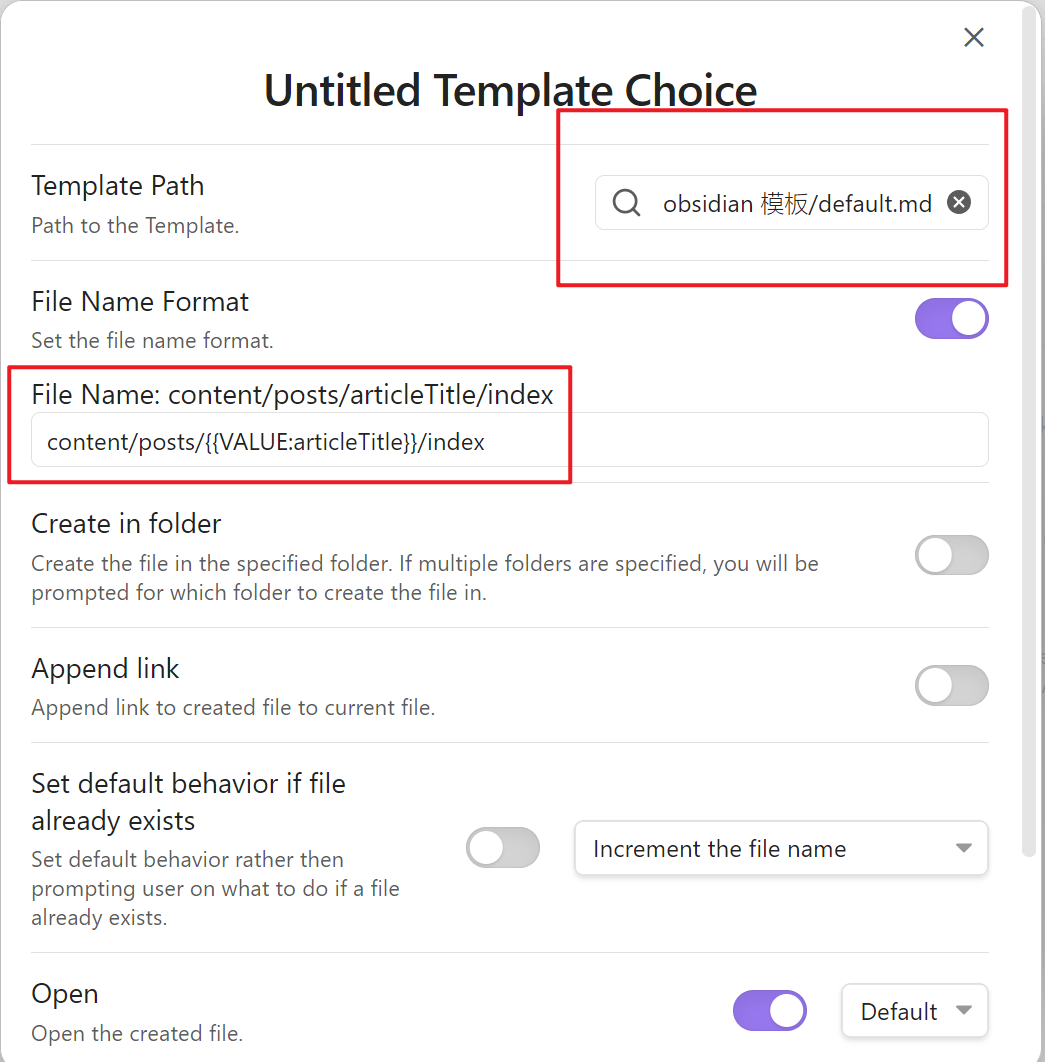 Untitled Template Choice
Template Path
Path to the Template.
obsidian 模板/default.md
File Name Format
Set the file name format.
File Name: content/posts/articleTitle/index
content/posts/{{VALUE:articleTitle}}/index
Create in folder
Create the file in the specified folder. If multiple folders are specified, you will be
prompted for which folder to create the file in.
Append link
Append link to created file to current file.
Set default behavior if file
already exists
Set default behavior rather then
prompting user on what to do if a file
already exists.
Increment the file name
Open
Open the created file.
Default